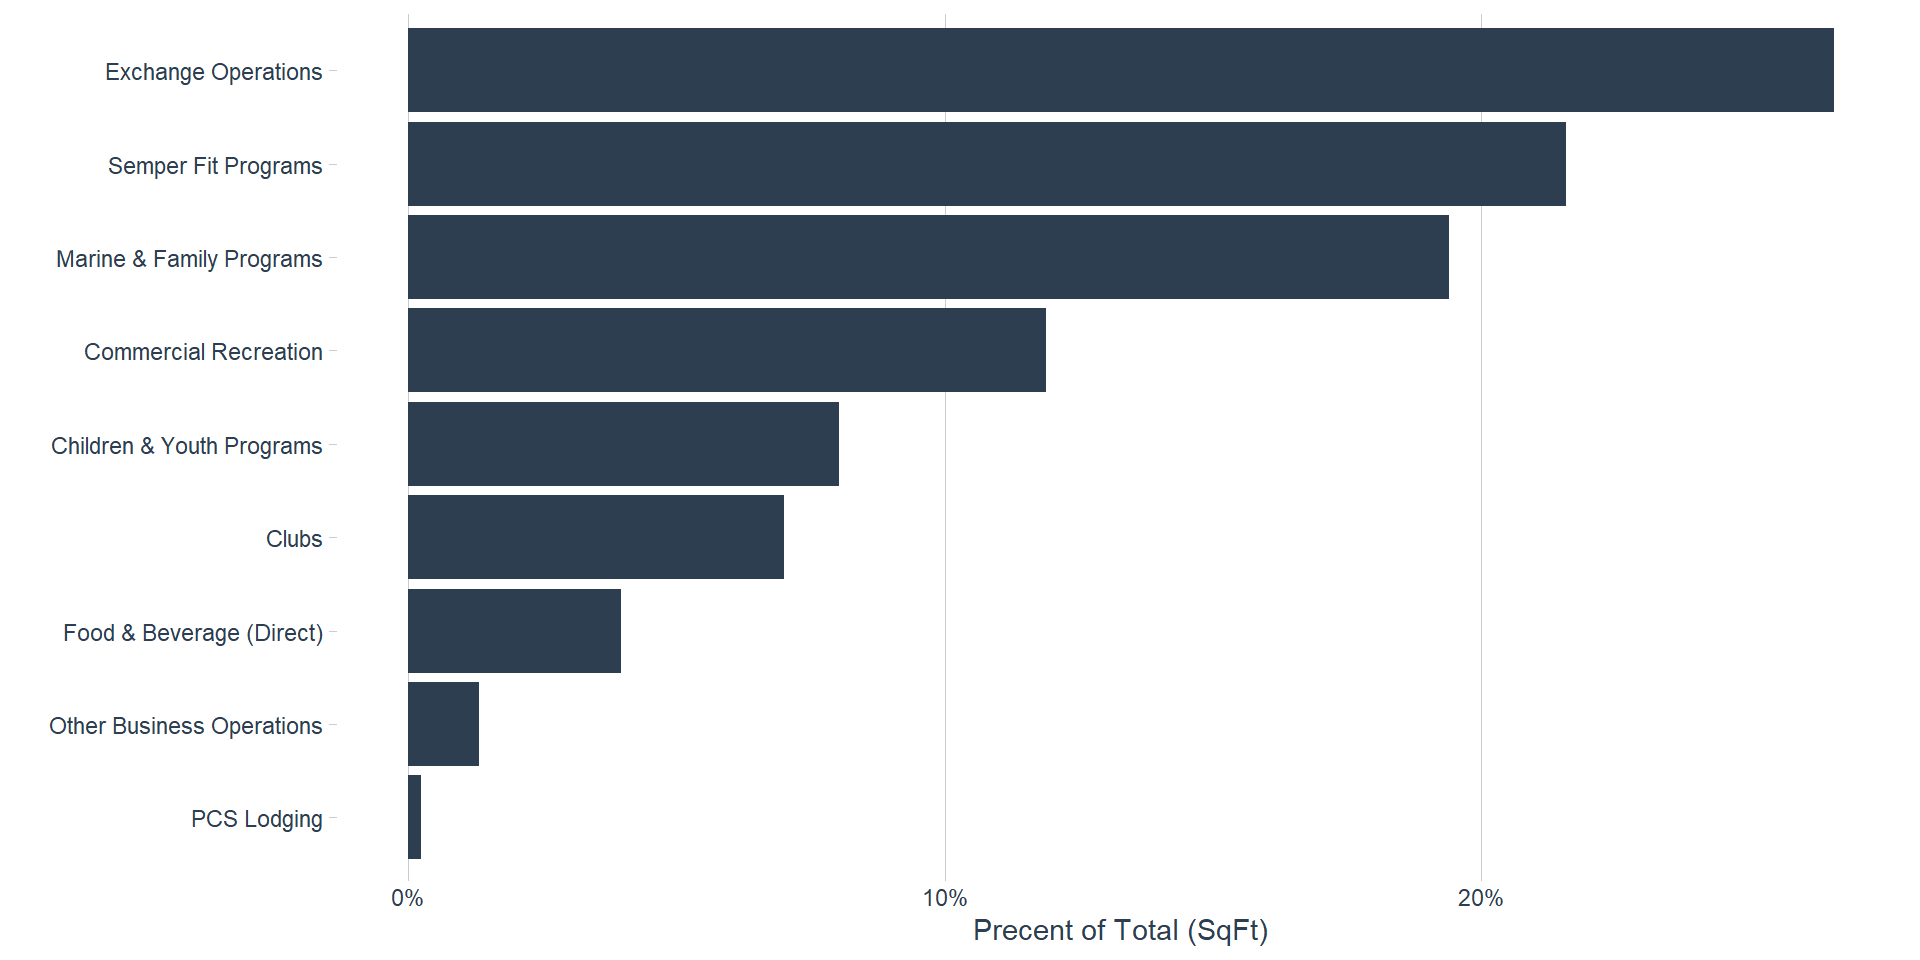 Exchange Operations
Semper Fit Programs
Marine & Family Programs
Commercial Recreation
Children & Youth Programs
Clubs
Food & Beverage (Direct)
Other Business Operations
PCS Lodging
0% 10% 20%
Precent of Total (SqFt)